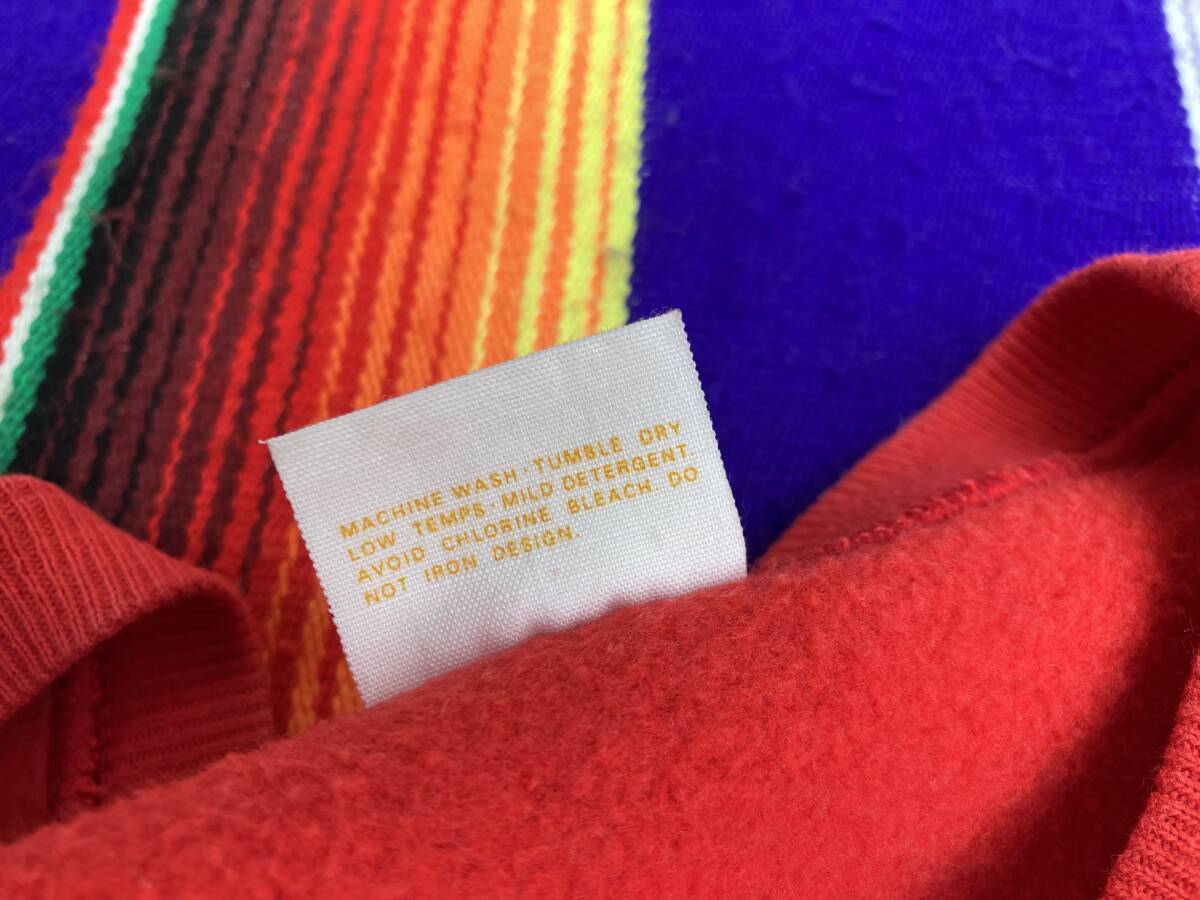 MACHINE WASH · TUMBLE DRY
LOW TEMPS · MILD DETERGENT.
AVOID CHLORINE BLEACH. DO
NOT IRON DESIGN.